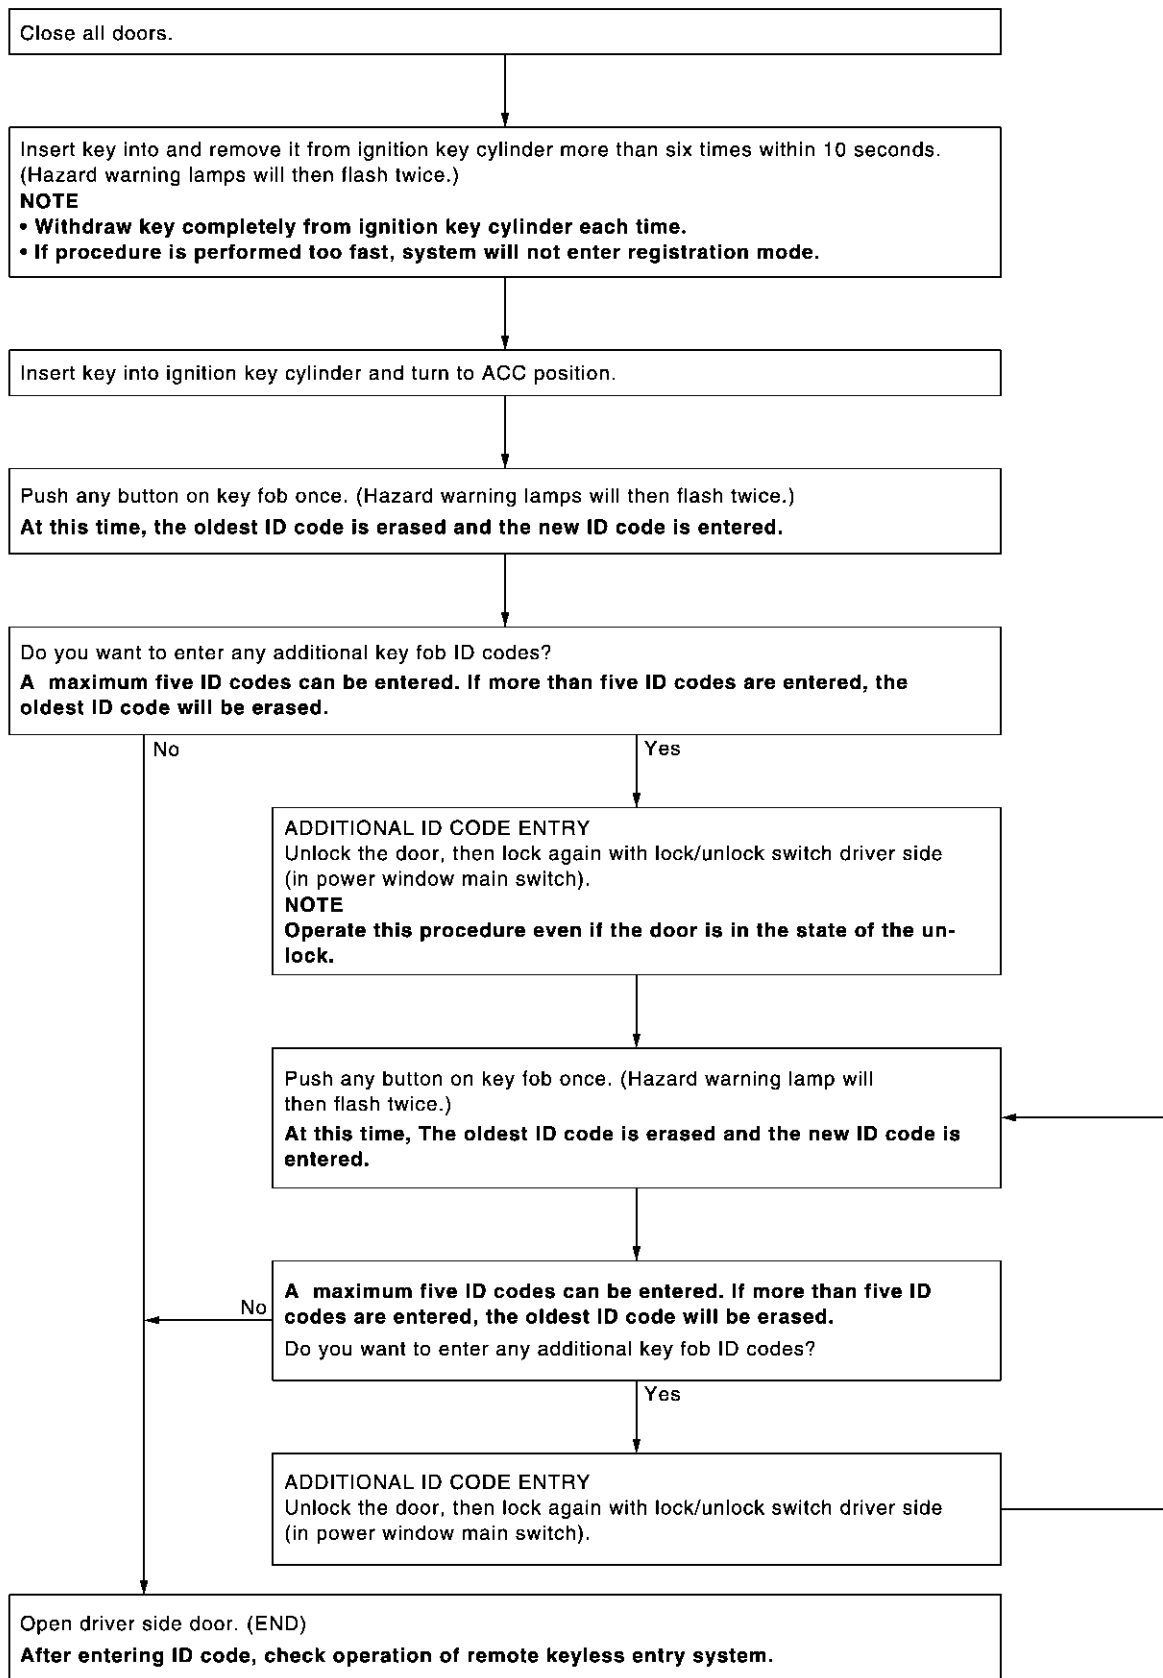 Close all doors.
Insert key into and remove it from ignition key cylinder more than six times within 10 seconds.
(Hazard warning lamps will then flash twice.)
NOTE
• Withdraw key completely from ignition key cylinder each time.
• If procedure is performed too fast, system will not enter registration mode.
Insert key into ignition key cylinder and turn to ACC position.
Push any button on key fob once. (Hazard warning lamps will then flash twice.)
At this time, the oldest ID code is erased and the new ID code is entered.
Do you want to enter any additional key fob ID codes?
A maximum five ID codes can be entered. If more than five ID codes are entered, the
oldest ID code will be erased.
No
Yes
ADDITIONAL ID CODE ENTRY
Unlock the door, then lock again with lock/unlock switch driver side
(in power window main switch).
NOTE
Operate this procedure even if the door is in the state of the un-
lock.
Push any button on key fob once. (Hazard warning lamp will
then flash twice.)
At this time, The oldest ID code is erased and the new ID code is
entered.
A maximum five ID codes can be entered. If more than five ID
codes are entered, the oldest ID code will be erased.
Do you want to enter any additional key fob ID codes?
No
Yes
ADDITIONAL ID CODE ENTRY
Unlock the door, then lock again with lock/unlock switch driver side
(in power window main switch).
Open driver side door. (END)
After entering ID code, check operation of remote keyless entry system.